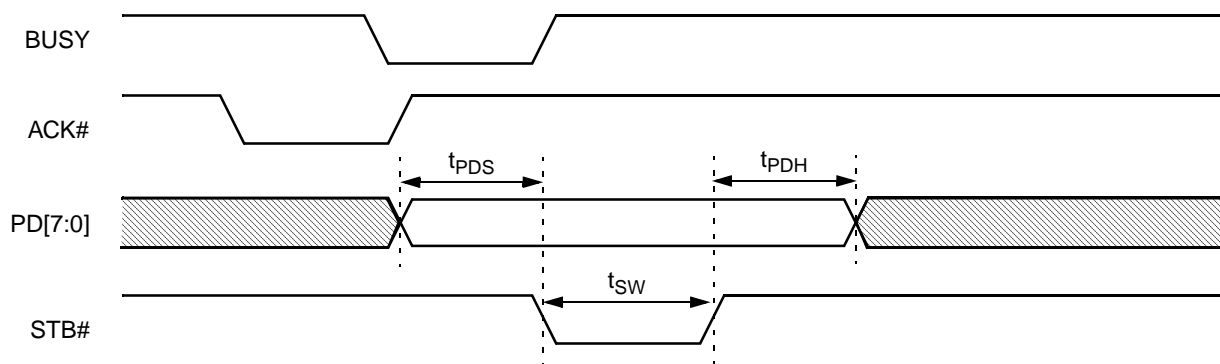 BUSY
ACK#
tPDS
tPDH
PD[7:0]
tSW
STB#